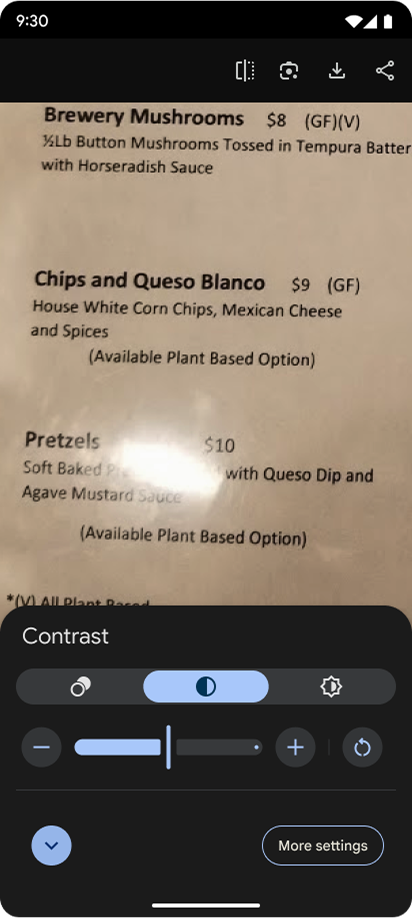 9:30
Brewery Mushrooms $8 (GF)(V)
½Lb Button Mushrooms Tossed in Tempura Batter
with Horseradish Sauce
Chips and Queso Blanco $9 (GF)
House White Corn Chips, Mexican Cheese
and Spices
(Available Plant Based Option)
Pretzels $10
Soft Baked with Queso Dip and
Agave Mustard Sauce
(Available Plant Based Option)
*(V) All Plant Based
Contrast
More settings